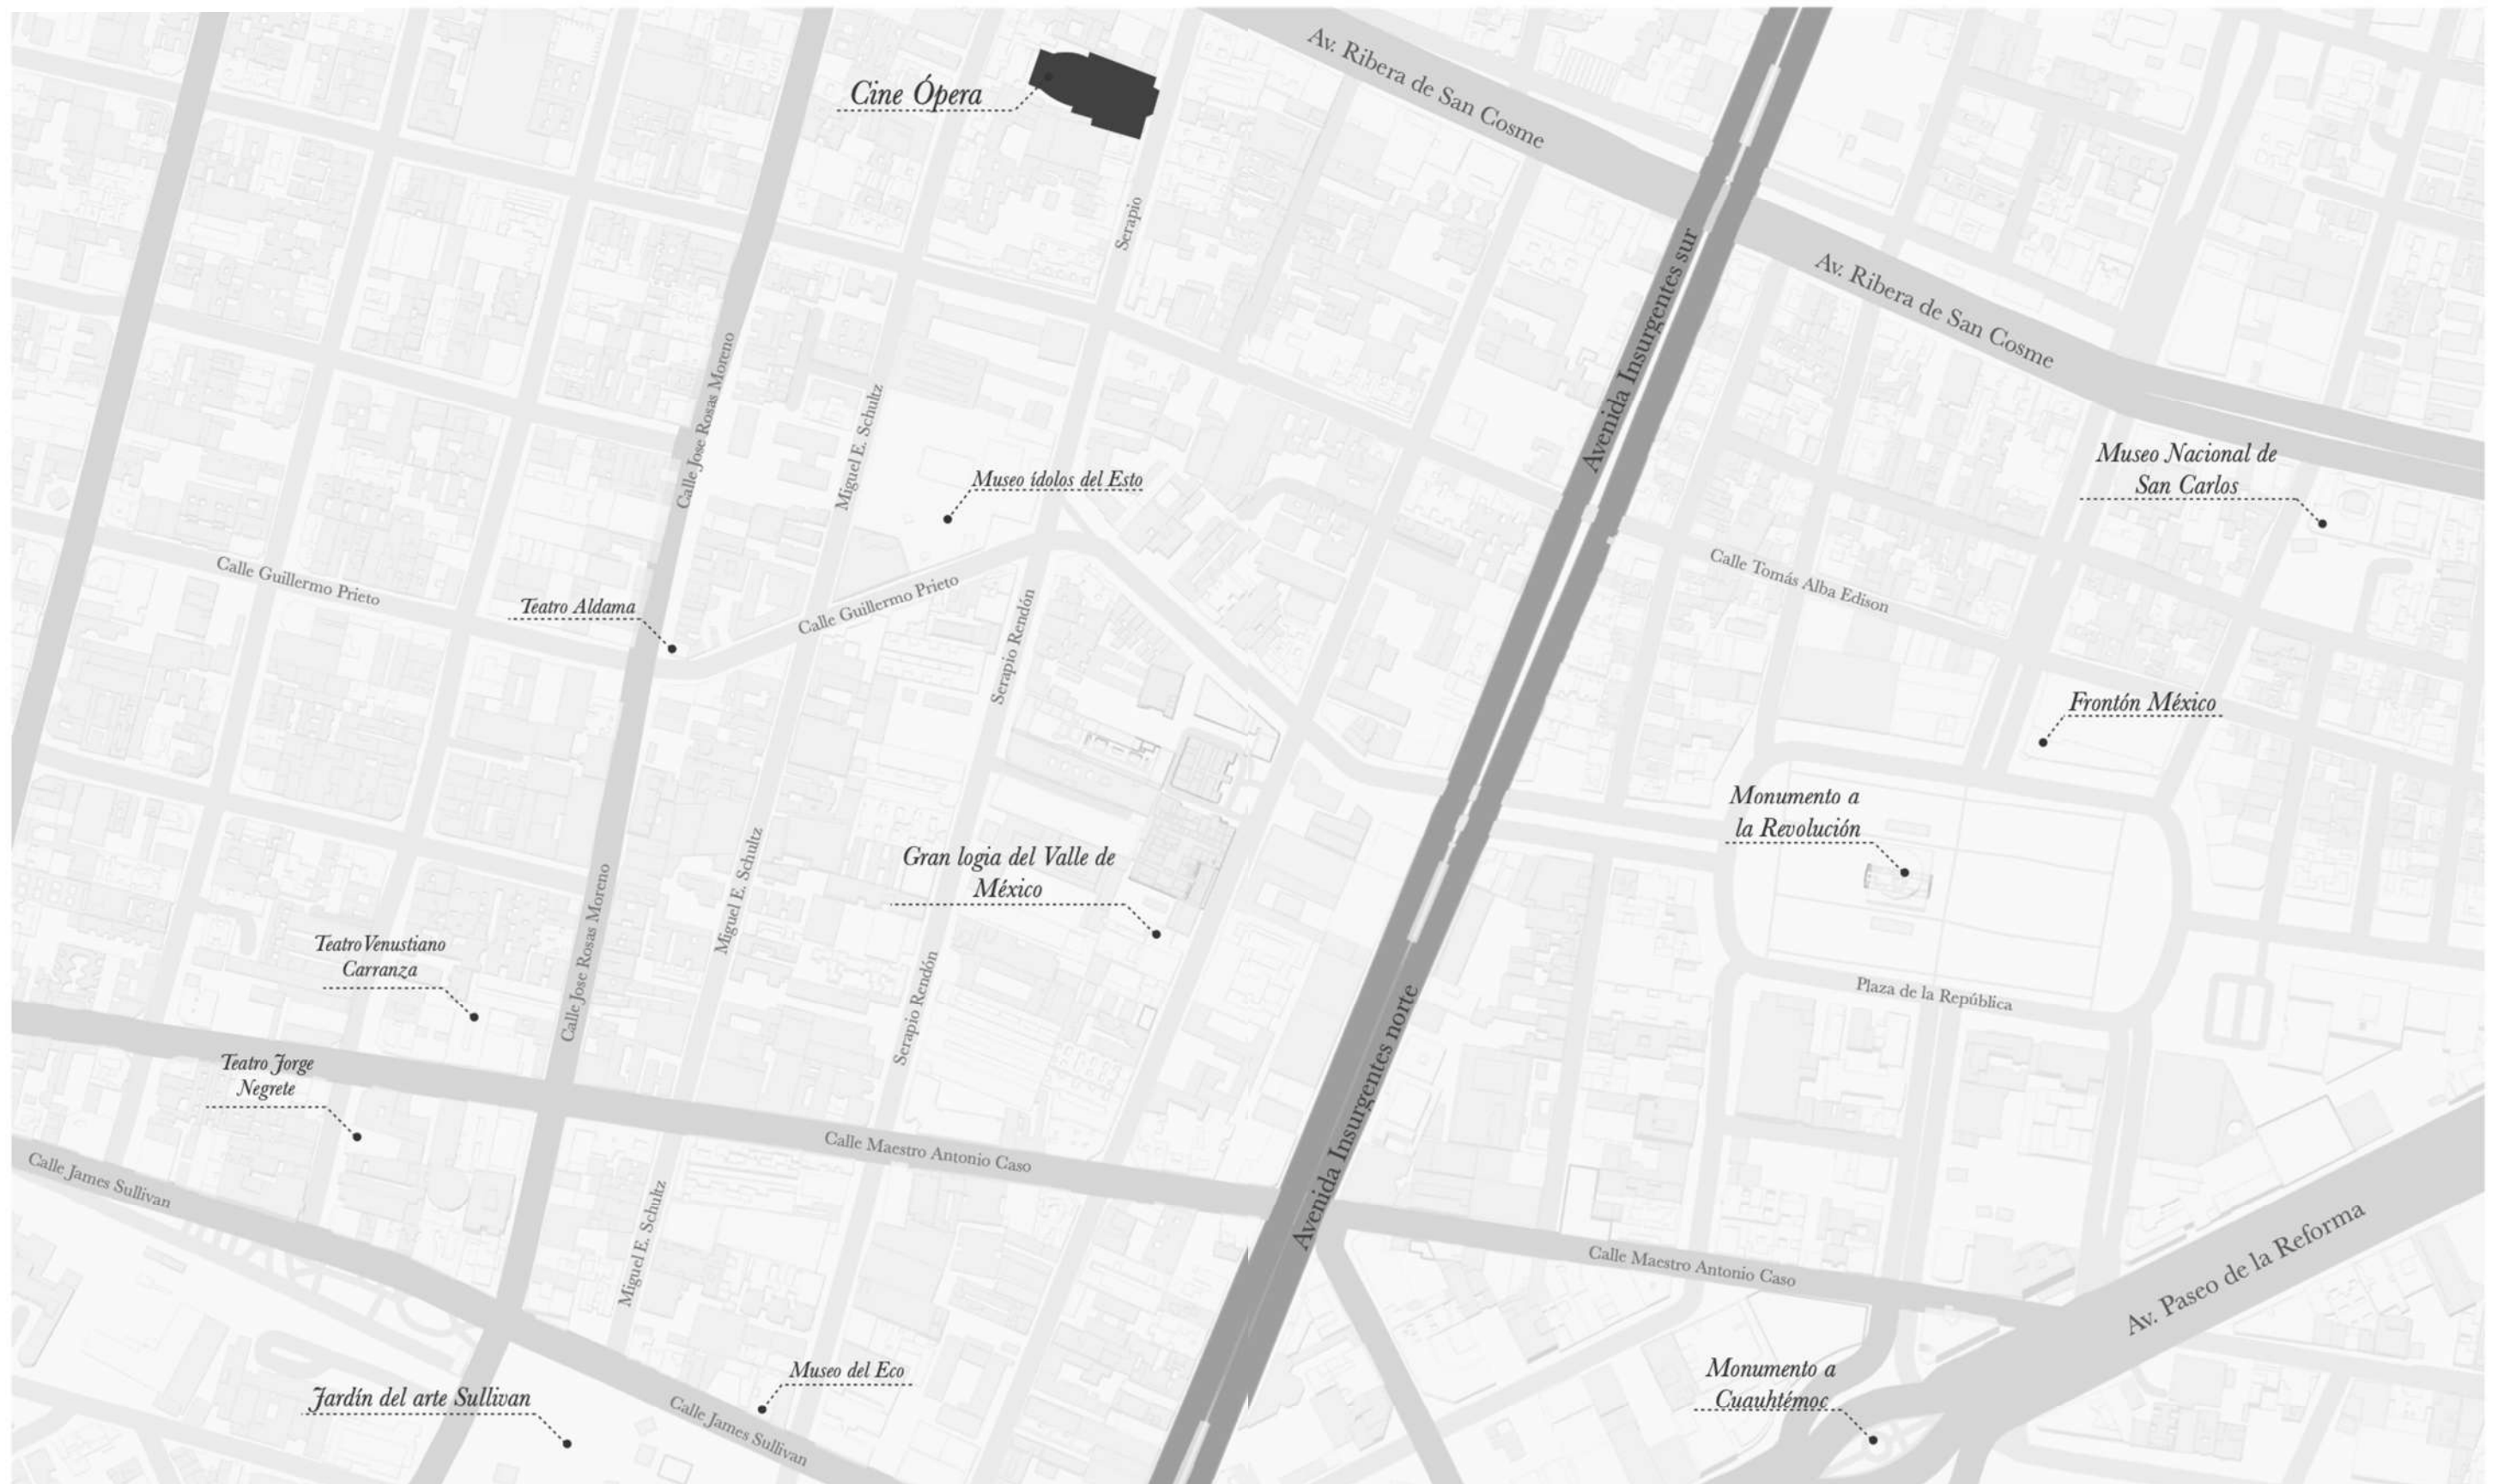 Av. Ribera de San Cosme
Cine Ópera
Serapio
Avenida Insurgentes sur
Av. Ribera de San Cosme
Calle Jose Rosas Moreno
Miguel E. Schultz
Museo ídolos del Esto
Museo Nacional de
San Carlos
Calle Guillermo Prieto
Teatro Aldama
Calle Guillermo Prieto
Serapio Rendón
Calle Tomás Alba Edison
Frontón México
Monumento a
la Revolución
Gran logia del Valle de
México
Calle Jose Rosas Moreno
Miguel E. Schultz
Teatro Venustiano
Carranza
Serapio Rendón
Avenida Insurgentes norte
Plaza de la República
Teatro Jorge
Negrete
Calle James Sullivan
Calle Maestro Antonio Caso
Miguel E. Schultz
Calle Maestro Antonio Caso
Av. Paseo de la Reforma
Museo del Eco
Jardín del arte Sullivan
Calle James Sullivan
Monumento a
Cuauhtémoc